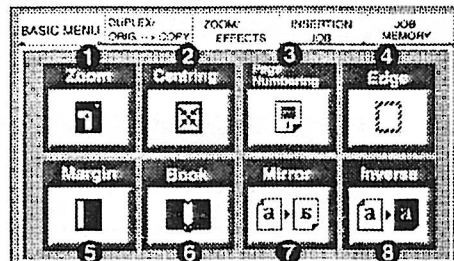 BASIC MENU DUPLEX/ ORIG.--›COPY ZOOM/ EFFECTS INSERTION JOB JOB MEMORY
1 2 3 4
Zoom Centring Page Numbering Edge
Margin Book Mirror Inverse
a a a a
5 6 7 8